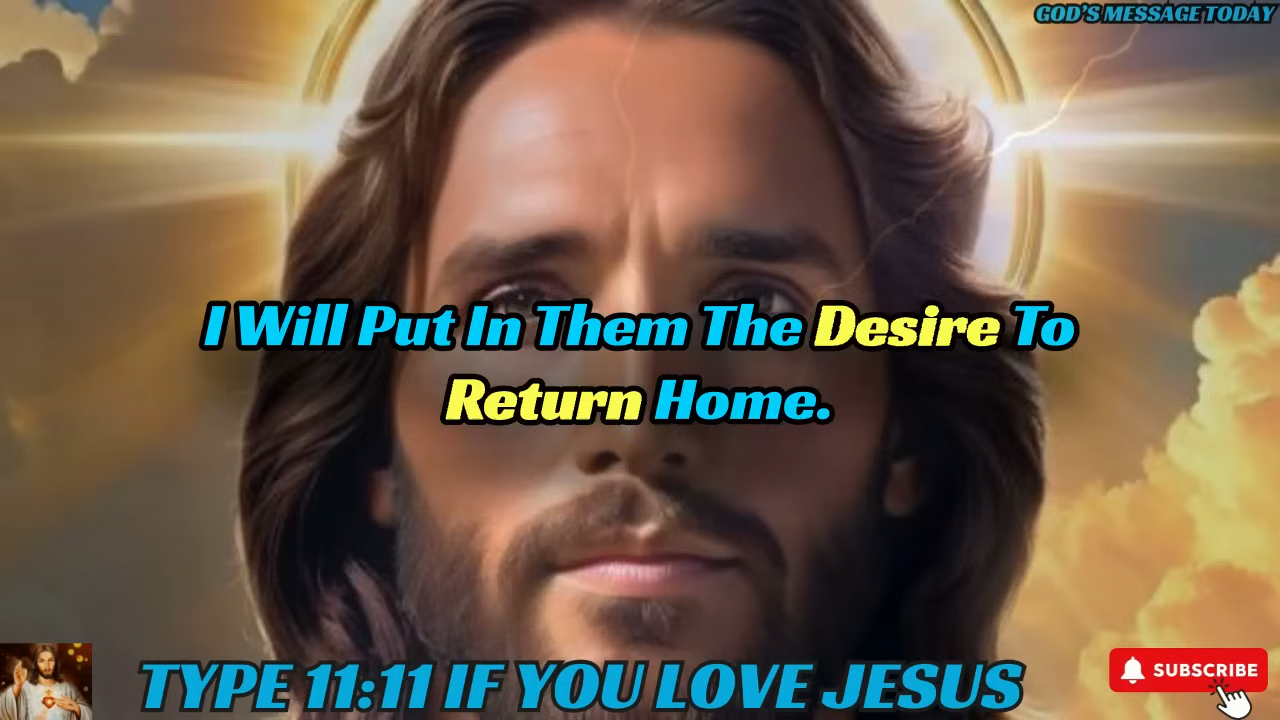 GOD'S MESSAGE TODAY
I Will Put In Them The Desire To
Return Home.
TYPE 11:11 IF YOU LOVE JESUS
SUBSCRIBE